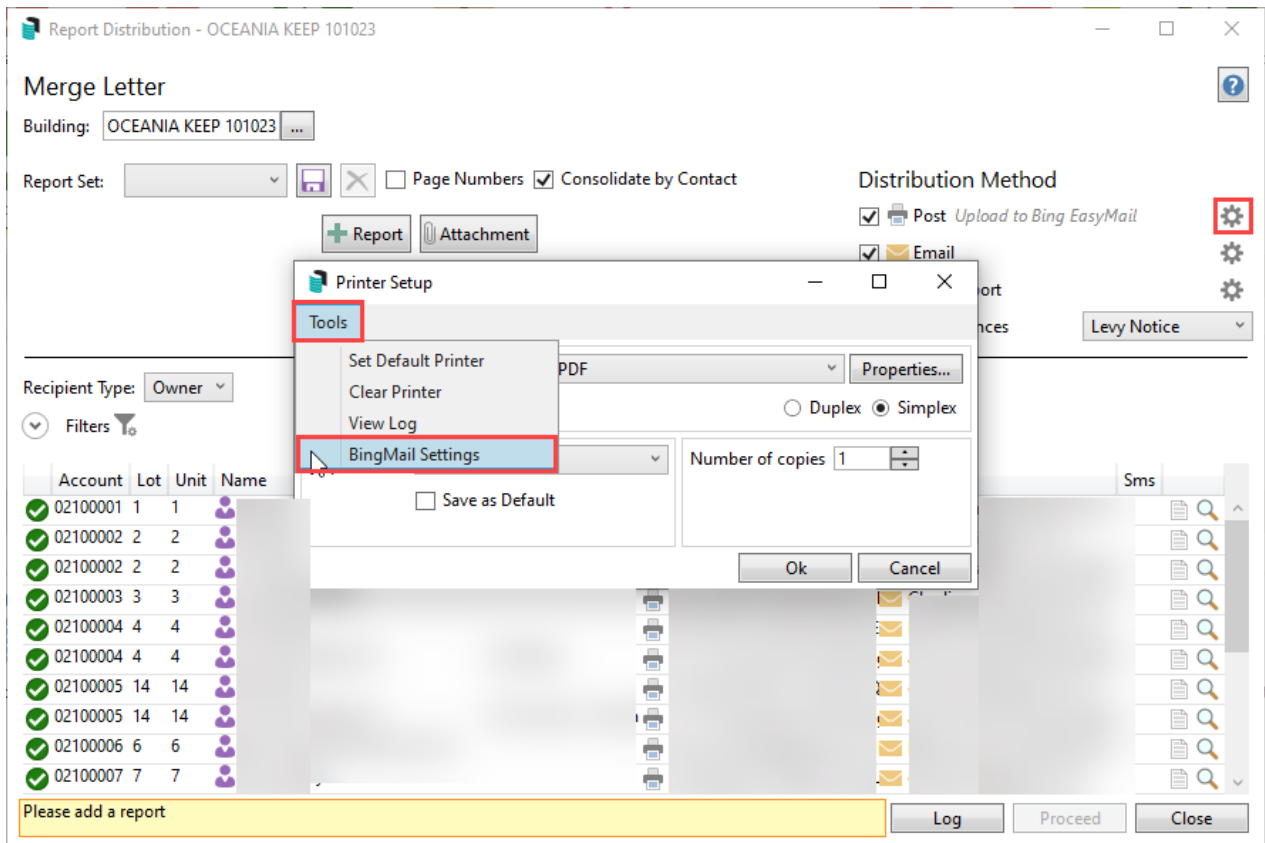 Report Distribution - OCEANIA KEEP 101023
Merge Letter
Building: OCEANIA KEEP 101023 ...
Report Set: Page Numbers Consolidate by Contact
Distribution Method
Post Upload to Bing EasyMail
Report Attachment
Email
Printer Setup
Tools
Levy Notice
Set Default Printer
Clear Printer
View Log
BingMail Settings
PDF Properties...
Duplex Simplex
Number of copies 1
Save as Default
Ok Cancel
Recipient Type: Owner
Filters
Account Lot Unit Name Sms
02100001 1 1
02100002 2 2
02100002 2 2
02100003 3 3
02100004 4 4
02100004 4 4
02100005 14 14
02100005 14 14
02100006 6 6
02100007 7 7
Please add a report
Log Proceed Close